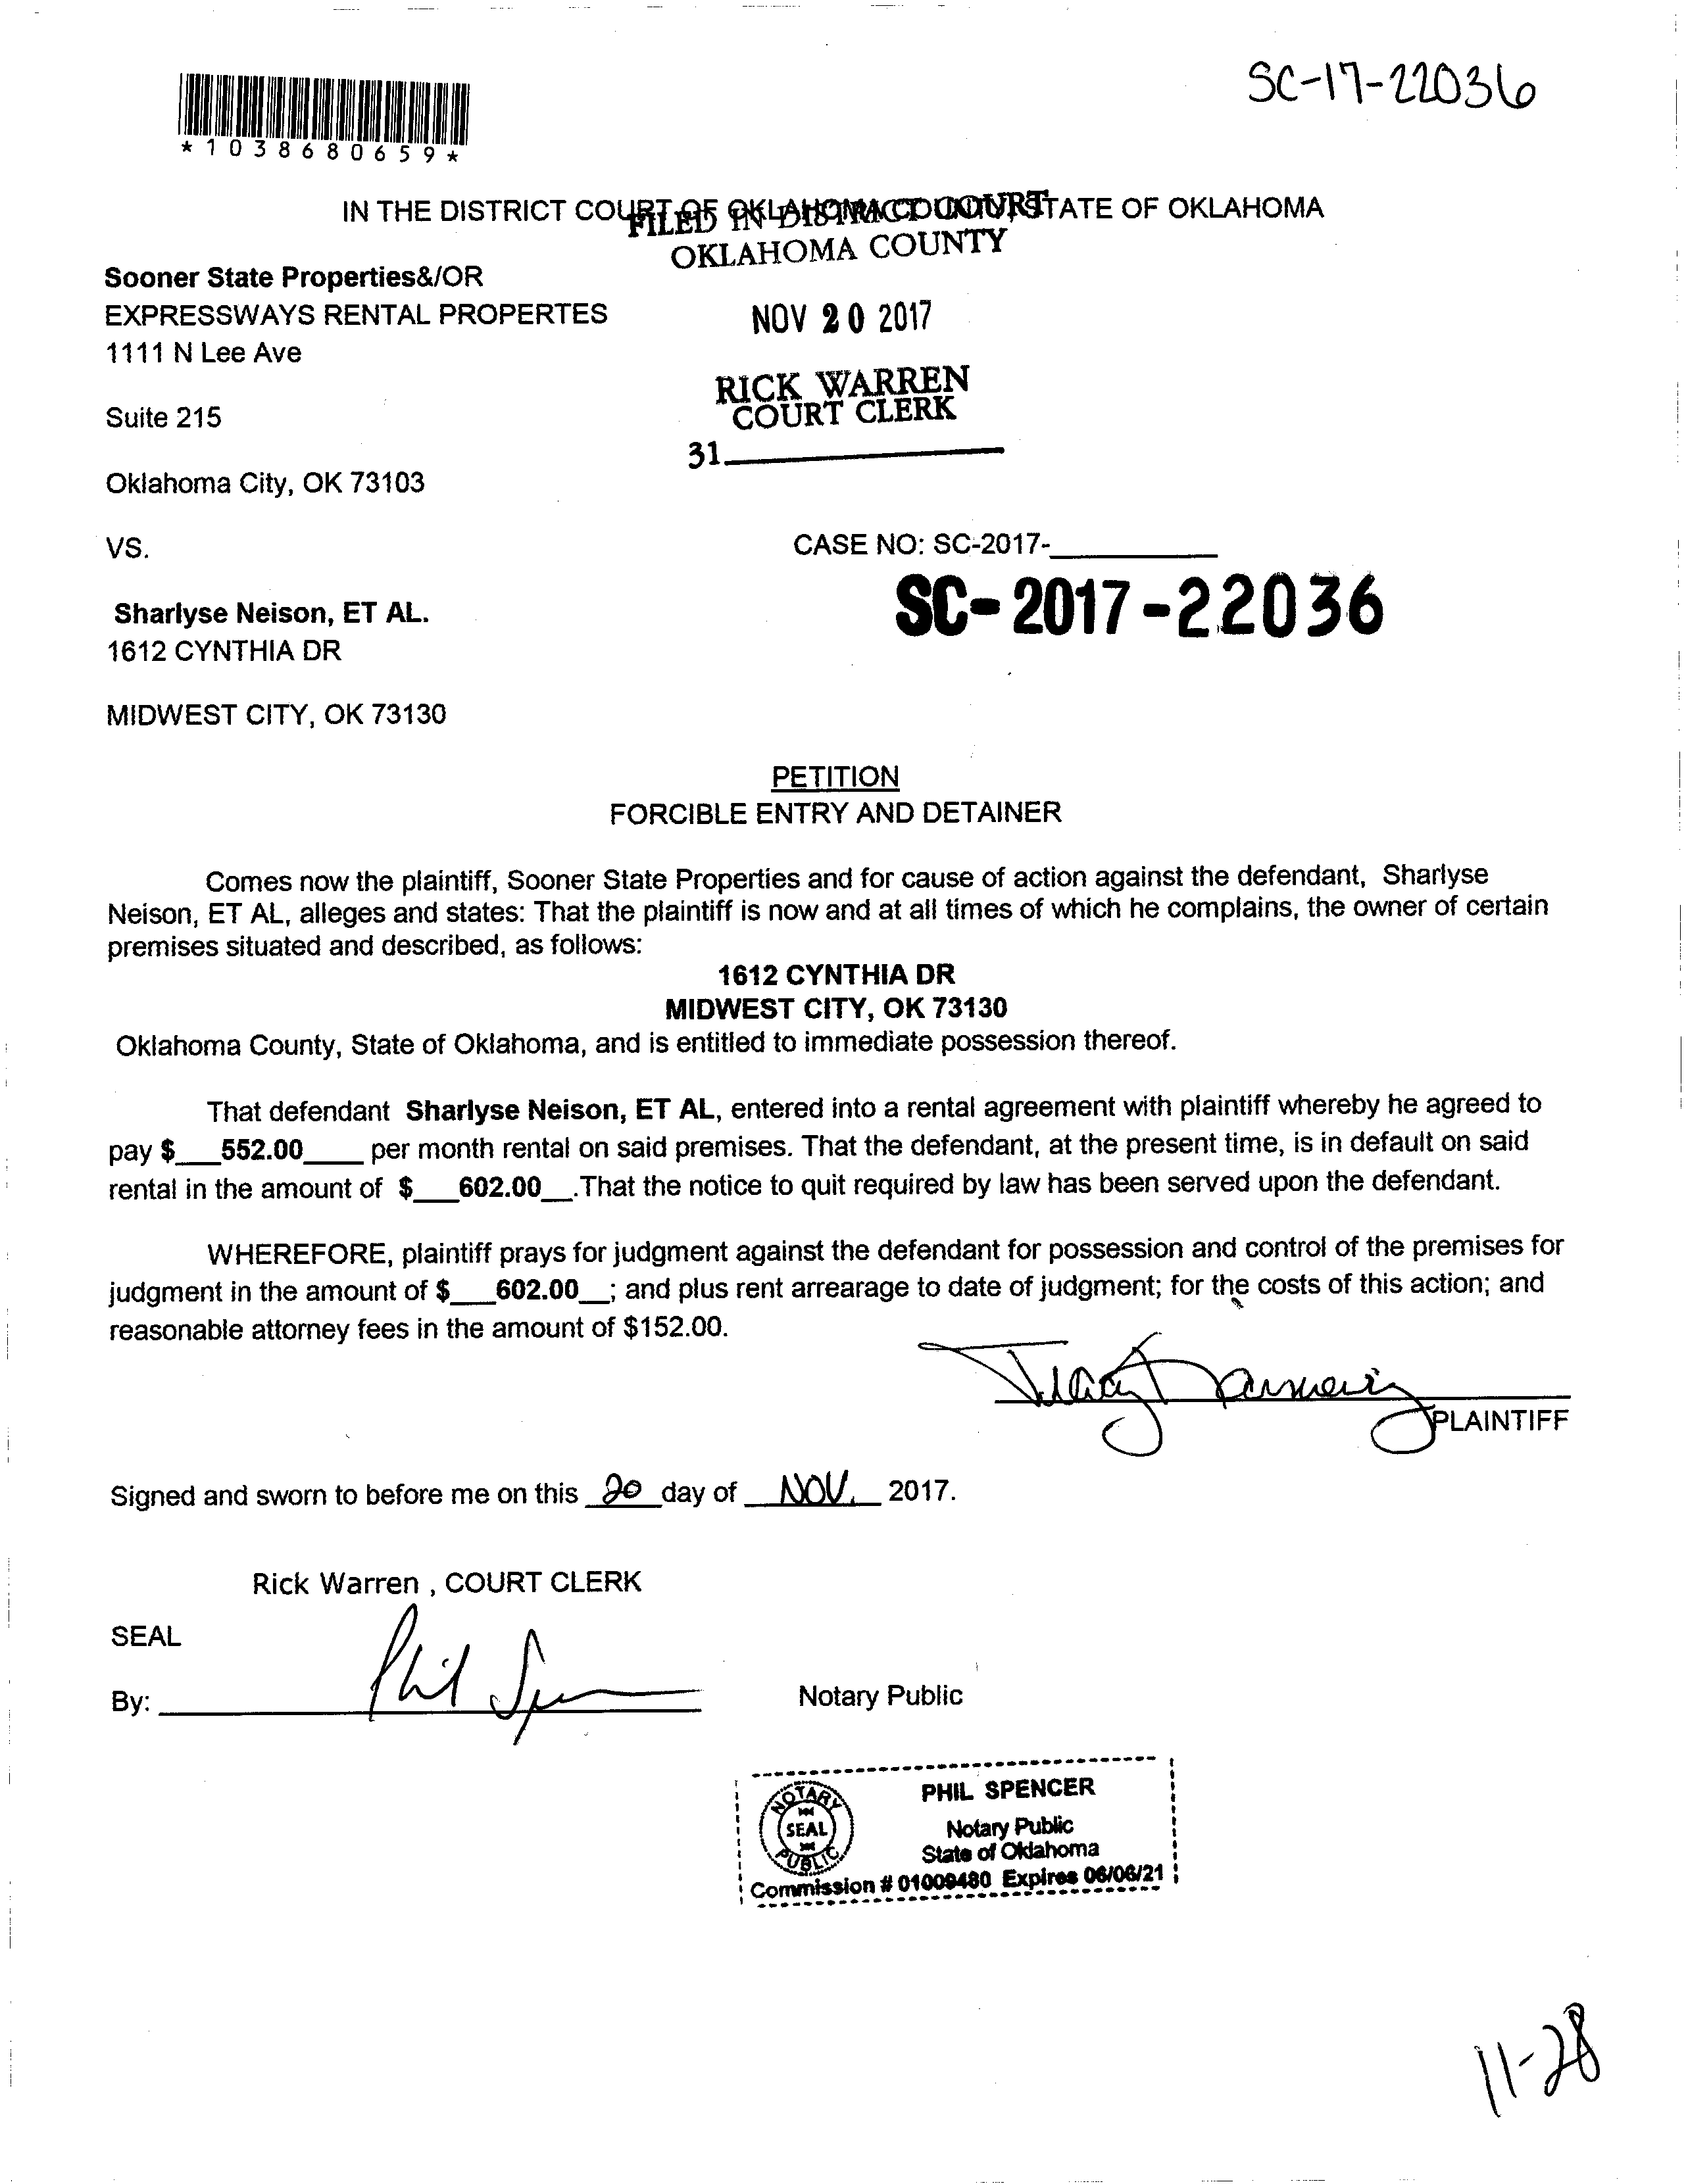 SC-17-22036
*1038680659*
IN THE DISTRICT COURT OF OKLAHOMA COUNTY, STATE OF OKLAHOMA
FILED IN DISTRICT COURT
OKLAHOMA COUNTY
Sooner State Properties&/OR
EXPRESSWAYS RENTAL PROPERTES
NOV 20 2017
1111 N Lee Ave
RICK WARREN
COURT CLERK
Suite 215
31
Oklahoma City, OK 73103
VS.
CASE NO: SC-2017-__________
SC-2017-22036
Sharlyse Neison, ET AL.
1612 CYNTHIA DR
MIDWEST CITY, OK 73130
PETITION
FORCIBLE ENTRY AND DETAINER
Comes now the plaintiff, Sooner State Properties and for cause of action against the defendant, Sharlyse
Neison, ET AL, alleges and states: That the plaintiff is now and at all times of which he complains, the owner of certain
premises situated and described, as follows:
1612 CYNTHIA DR
MIDWEST CITY, OK 73130
Oklahoma County, State of Oklahoma, and is entitled to immediate possession thereof.
That defendant Sharlyse Neison, ET AL, entered into a rental agreement with plaintiff whereby he agreed to
pay $___552.00____ per month rental on said premises. That the defendant, at the present time, is in default on said
rental in the amount of $___602.00__.That the notice to quit required by law has been served upon the defendant.
WHEREFORE, plaintiff prays for judgment against the defendant for possession and control of the premises for
judgment in the amount of $___602.00__; and plus rent arrearage to date of judgment; for the costs of this action; and
reasonable attorney fees in the amount of $152.00.
PLAINTIFF
Signed and sworn to before me on this 20 day of NOV. 2017.
Rick Warren , COURT CLERK
SEAL
By: Phil Spencer
Notary Public
NOTARY
SEAL
PUBLIC
PHIL SPENCER
Notary Public
State of Oklahoma
Commission # 01009480 Expires 06/06/21
11-28